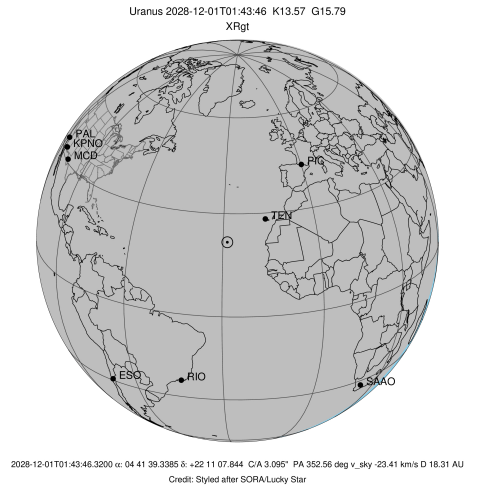 Uranus 2028-12-01T01:43:46 K13.57 G15.79
XRgt
PAL
KPNO
MCD
PIC
TEN
ESO
RIO
SAAO
2028-12-01T01:43:46.3200 α: 04 41 39.3385 δ: +22 11 07.844 C/A 3.095" PA 352.56 deg v_sky -23.41 km/s D 18.31 AU
Credit: Styled after SORA/Lucky Star